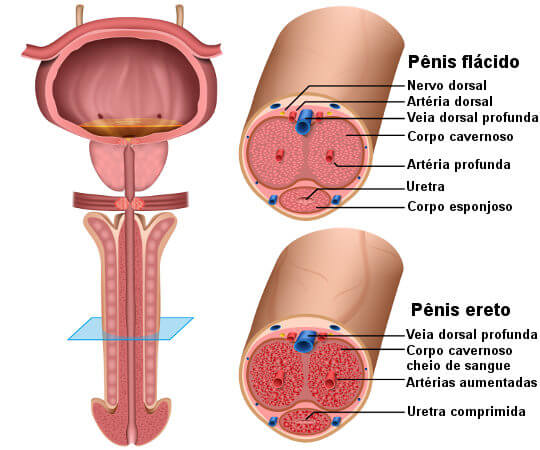 Pênis flácido
Nervo dorsal
Artéria dorsal
Veia dorsal profunda
Corpo cavernoso
Artéria profunda
Uretra
Corpo esponjoso
Pênis ereto
Veia dorsal profunda
Corpo cavernoso
cheio de sangue
Artérias aumentadas
Uretra comprimida